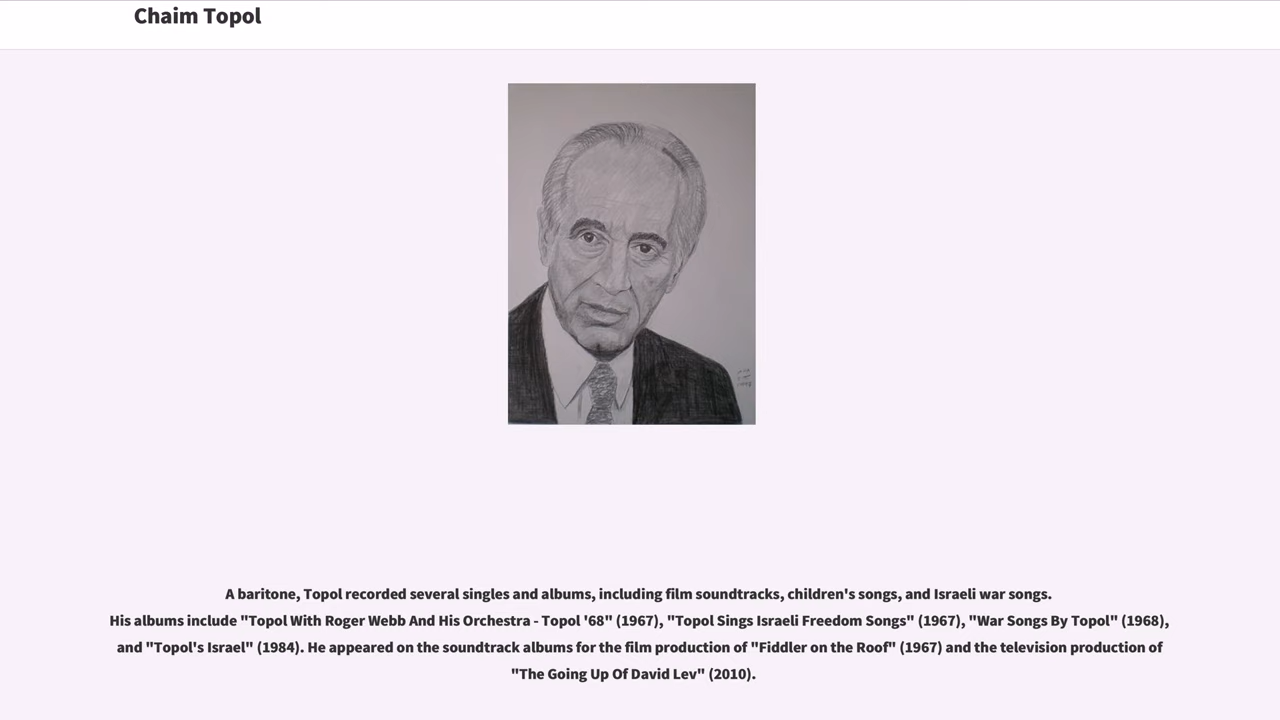 Chaim Topol
A baritone, Topol recorded several singles and albums, including film soundtracks, children's songs, and Israeli war songs.
His albums include "Topol With Roger Webb And His Orchestra - Topol '68" (1967), "Topol Sings Israeli Freedom Songs" (1967), "War Songs By Topol" (1968),
and "Topol's Israel" (1984). He appeared on the soundtrack albums for the film production of "Fiddler on the Roof" (1967) and the television production of
"The Going Up Of David Lev" (2010).